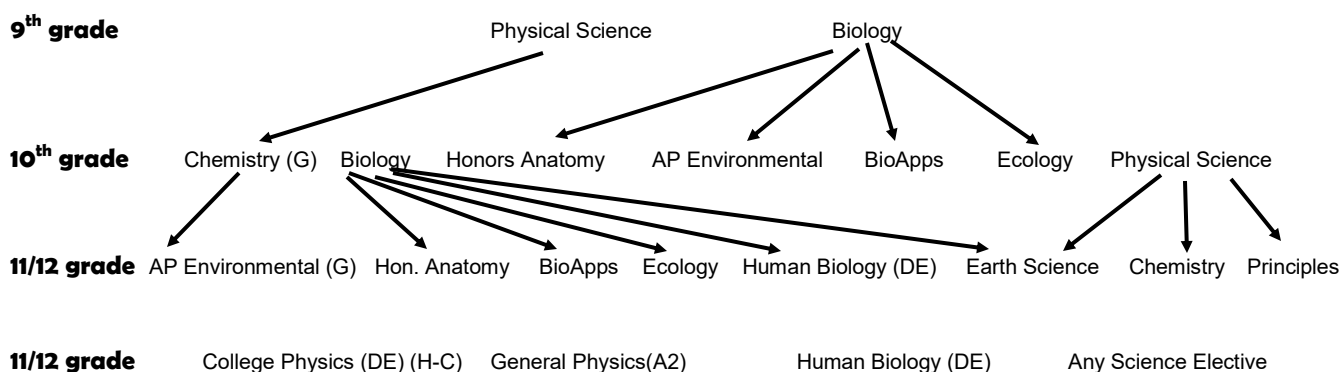 9th grade Physical Science Biology
10th grade Chemistry (G) Biology Honors Anatomy AP Environmental BioApps Ecology Physical Science
11/12 grade AP Environmental (G) Hon. Anatomy BioApps Ecology Human Biology (DE) Earth Science Chemistry Principles
11/12 grade College Physics (DE) (H-C) General Physics(A2) Human Biology (DE) Any Science Elective